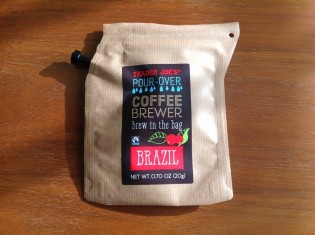 TRADER JOE'S
POUR-OVER
COFFEE
BREWER
Brew in the bag
BRAZIL
NET WT. 0.70 OZ (20g)